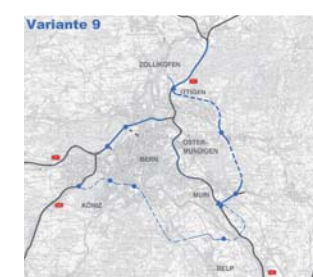 Variante 9
ZOLLIKOFEN
ITTIGEN
OSTER-
MUNDIGEN
BERN
MURI
KÖNIZ
BELP